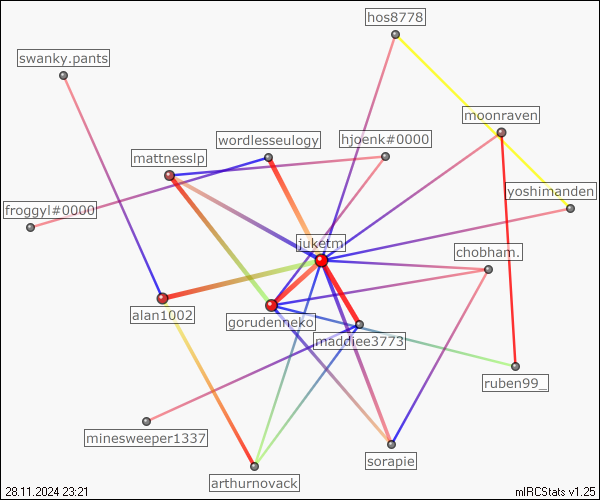 hos8778
swanky.pants
moonraven
wordlesseulogy
hjoenk#0000
mattnesslp
yoshimanden
froggyl#0000
juketm
chobham.
alan1002
gorudenneko
maddiee3773
ruben99_
minesweeper1337
sorapie
arthurnovack
28.11.2024 23:21
mIRCStats v1.25